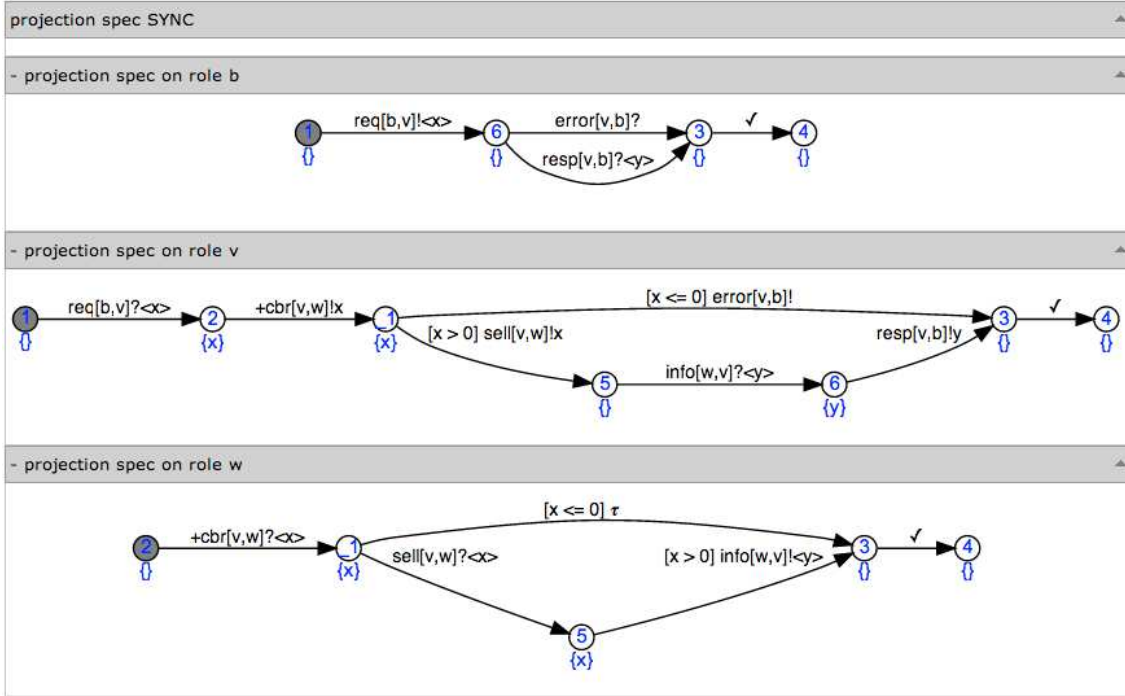 projection spec SYNC
- projection spec on role b
req[b,v]!<x> error[v,b]? ✓
1 6 3 4
{} {} {} {}
resp[v,b]?<y>
- projection spec on role v
[x <= 0] error[v,b]!
req[b,v]?<x> +cbr[v,w]!x ✓
1 2 _1 3 4
[x > 0] sell[v,w]!x resp[v,b]!y
{} {x} {x} {} {}
info[w,v]?<y>
5 6
{} {y}
- projection spec on role w
[x <= 0] τ
+cbr[v,w]?<x> ✓
2 _1 3 4
sell[v,w]?<x> [x > 0] info[w,v]!<y>
{} {x} {} {}
5
{x}